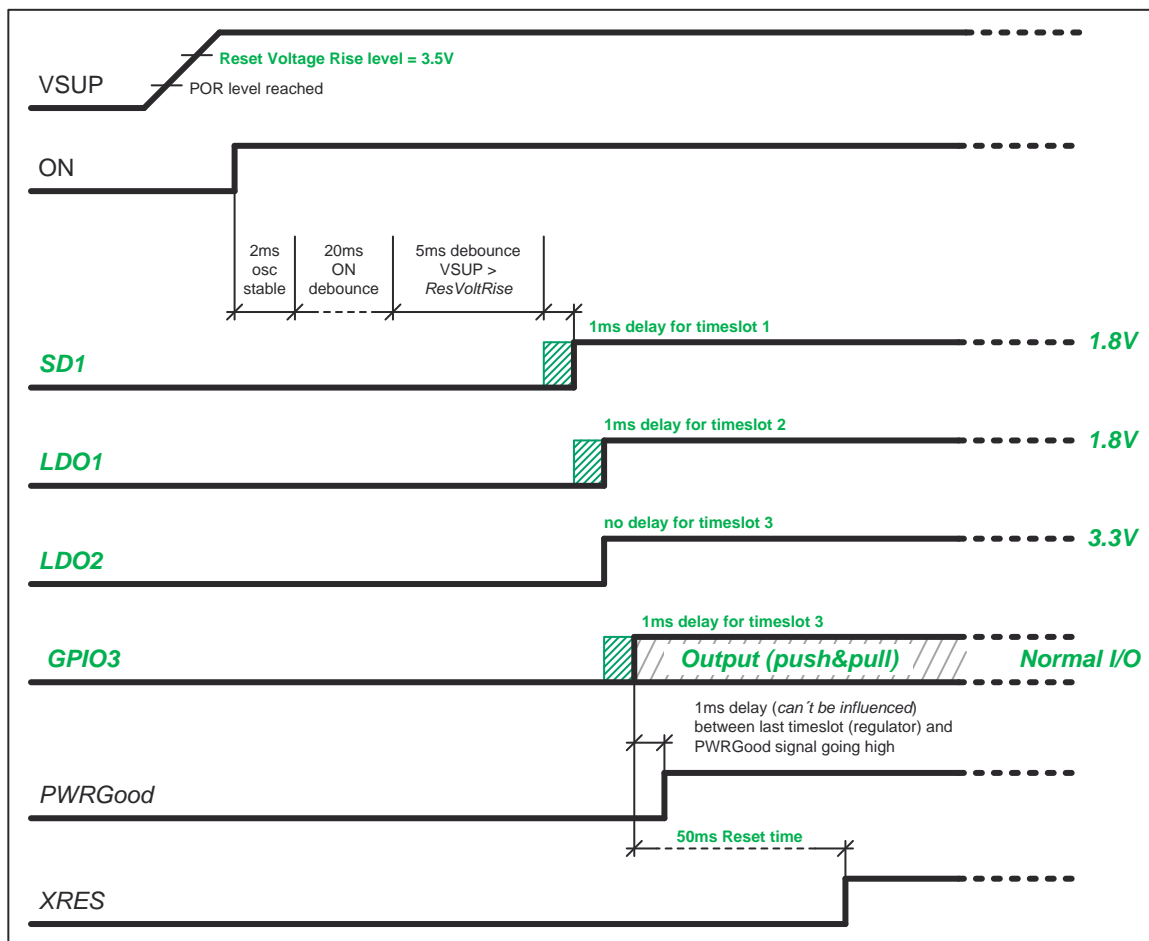 Reset Voltage Rise level = 3.5V
VSUP
POR level reached
ON
2ms
osc
stable
20ms
ON
debounce
5ms debounce
VSUP >
ResVoltRise
1ms delay for timeslot 1
1.8V
SD1
1ms delay for timeslot 2
1.8V
LDO1
no delay for timeslot 3
3.3V
LDO2
1ms delay for timeslot 3
GPIO3
Output (push&pull)
Normal I/O
1ms delay (can´t be influenced)
between last timeslot (regulator) and
PWRGood signal going high
PWRGood
50ms Reset time
XRES